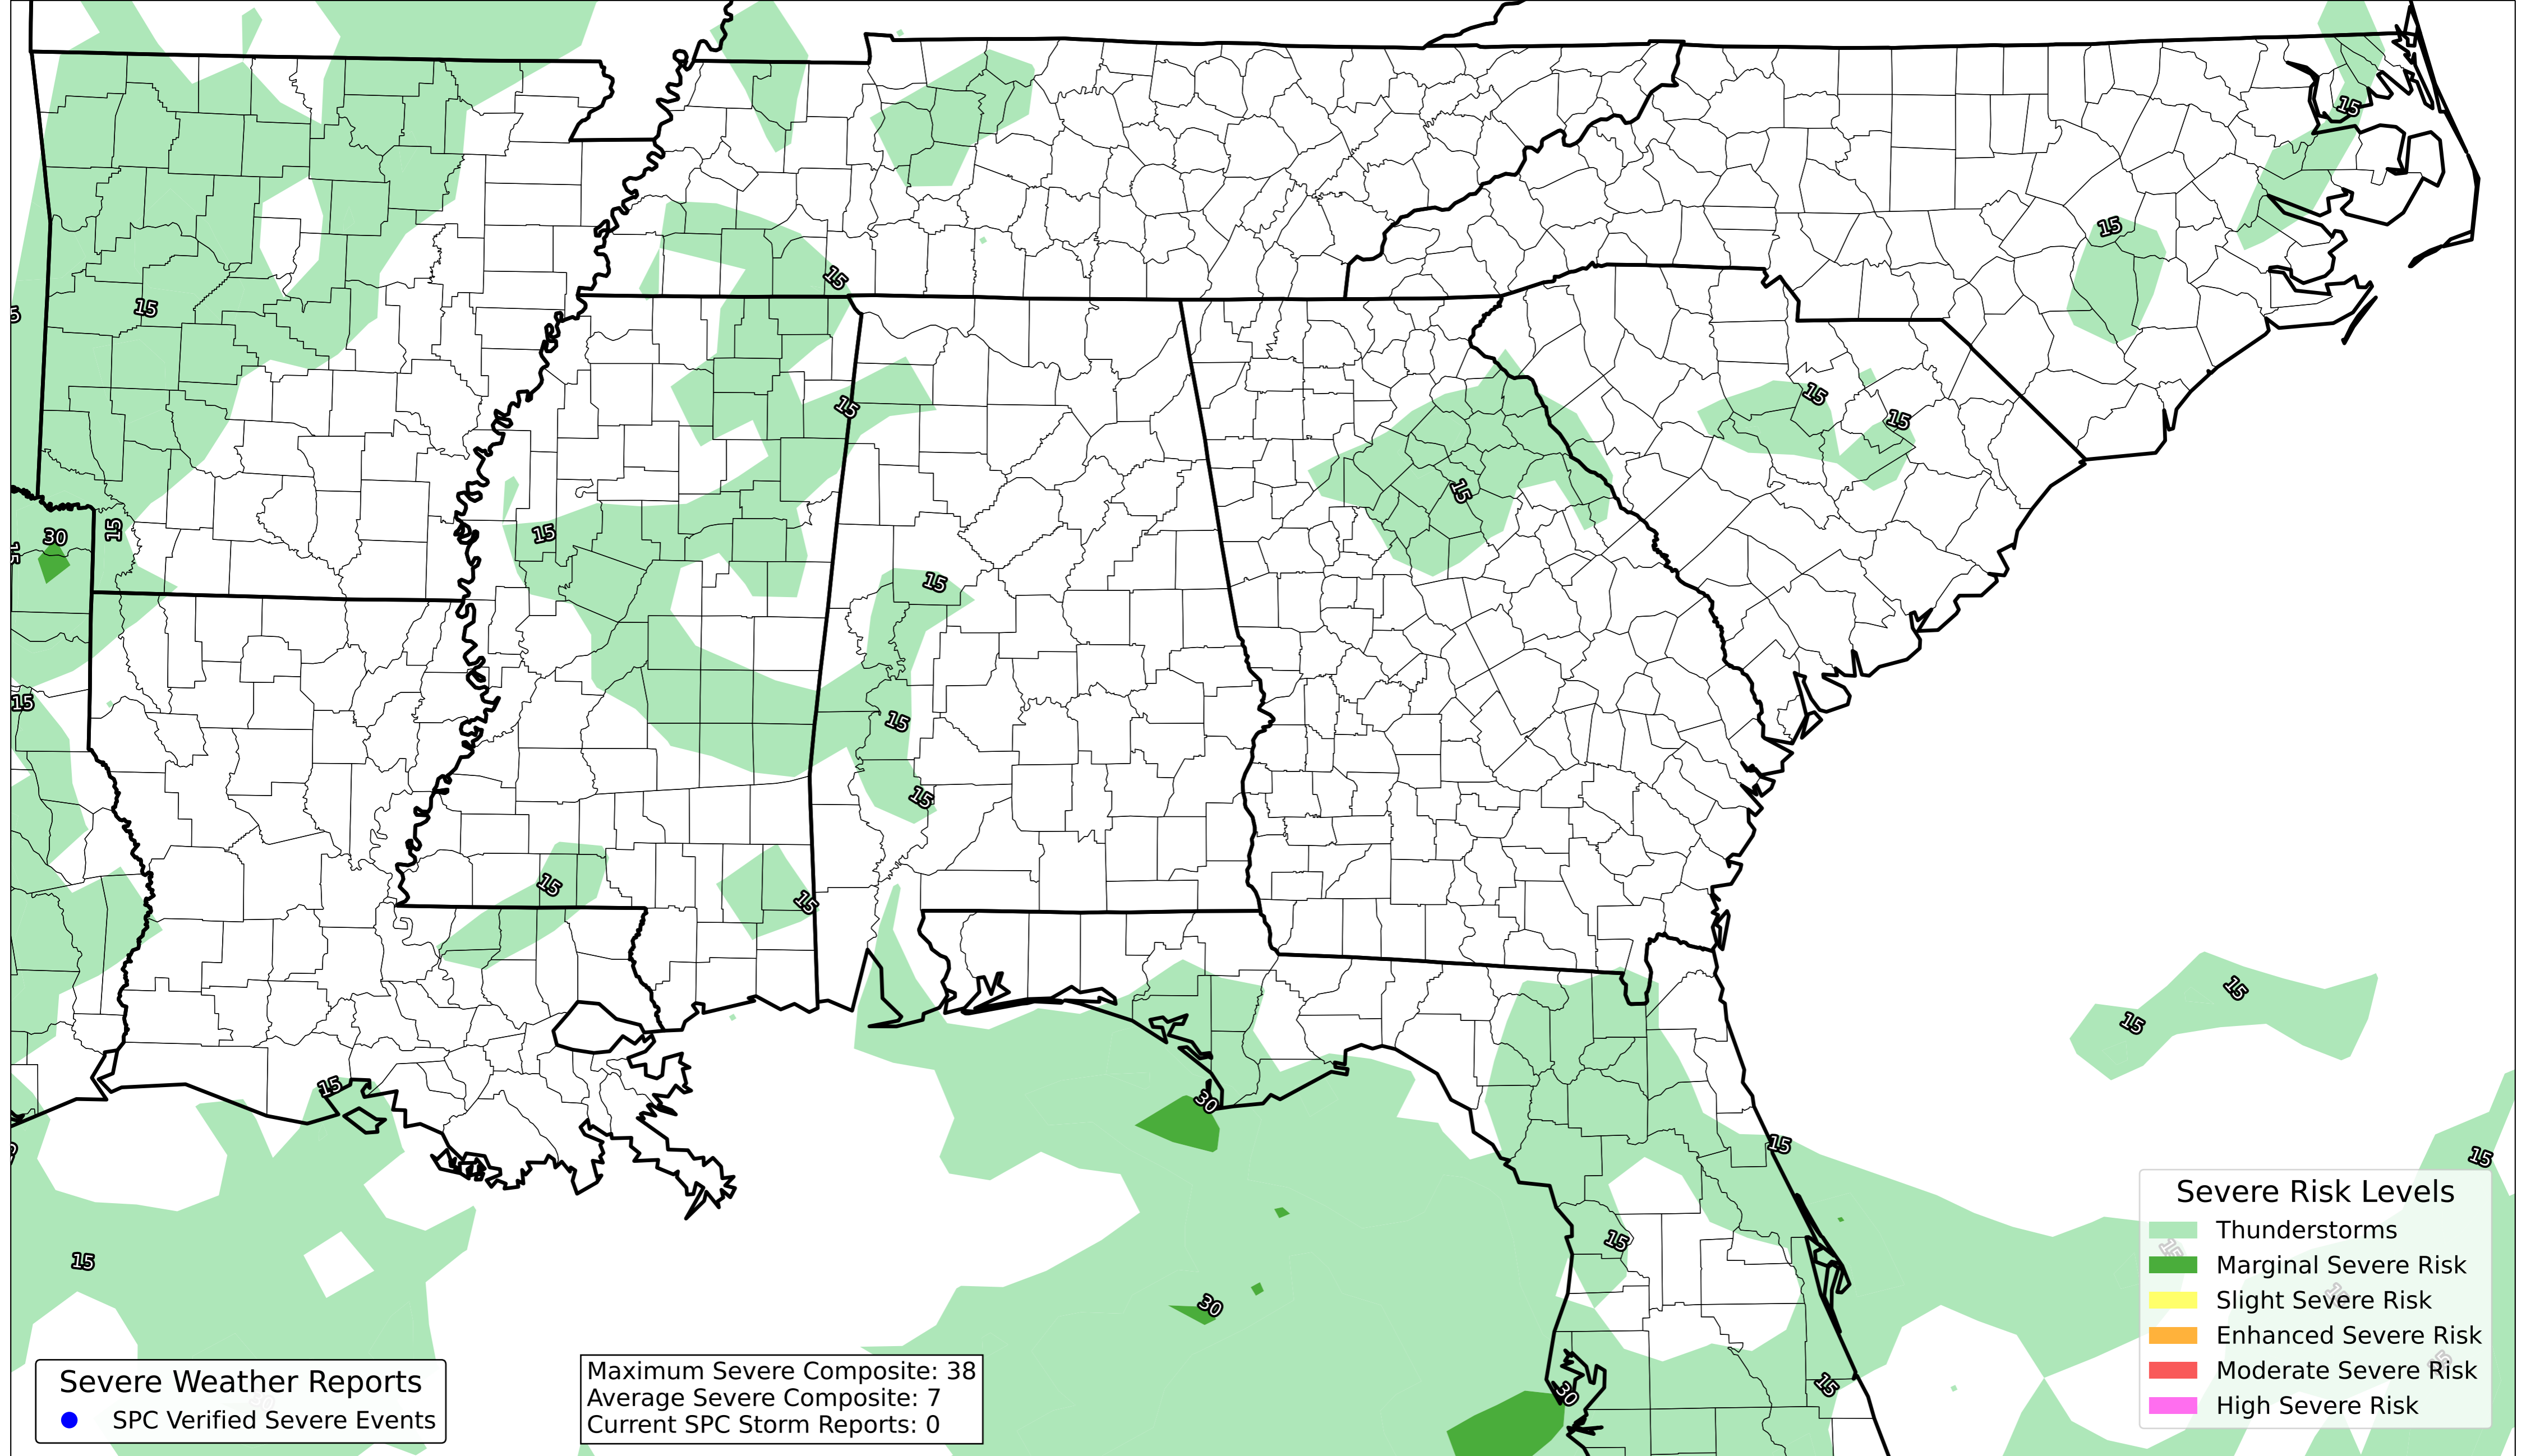 15
15
15
15
15
15
15
15
15
30
15
15
15
15
15
15
15
15
15
15
15
15
30
15
15
15
15
30
30
15
Severe Risk Levels
Thunderstorms
Marginal Severe Risk
Slight Severe Risk
Enhanced Severe Risk
Moderate Severe Risk
High Severe Risk
Severe Weather Reports
SPC Verified Severe Events
Maximum Severe Composite: 38
Average Severe Composite: 7
Current SPC Storm Reports: 0